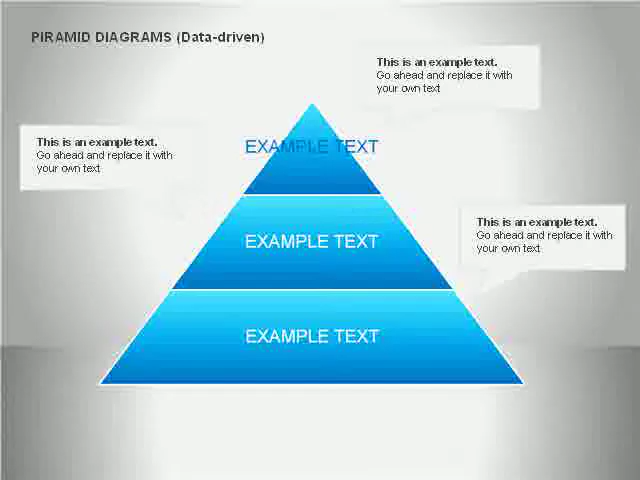 PIRAMID DIAGRAMS (Data-driven)
This is an example text.
Go ahead and replace it with
your own text
This is an example text.
Go ahead and replace it with
your own text
EXAMPLE TEXT
This is an example text.
Go ahead and replace it with
your own text
EXAMPLE TEXT
EXAMPLE TEXT